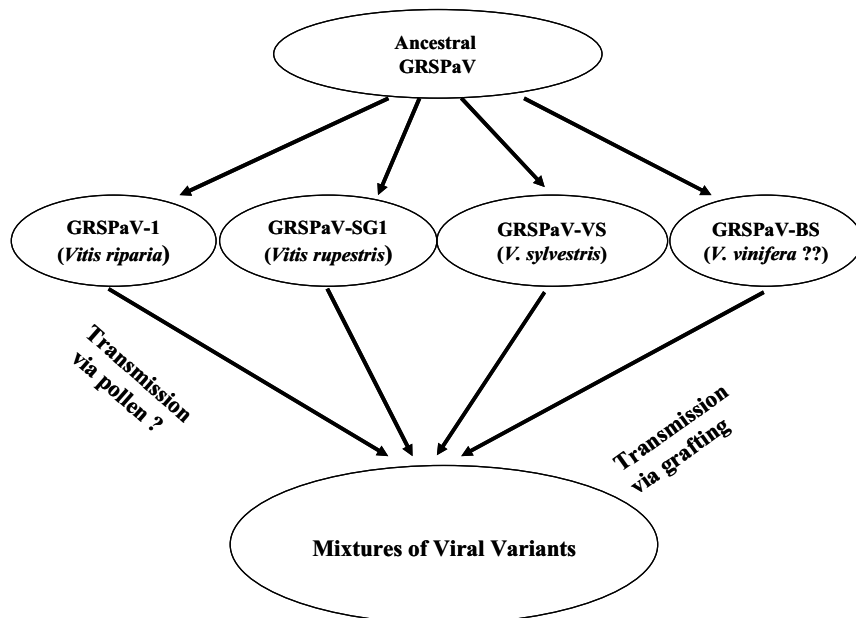 Ancestral
GRSPaV
GRSPaV-1
(Vitis riparia)
GRSPaV-SG1
(Vitis rupestris)
GRSPaV-VS
(V. sylvestris)
GRSPaV-BS
(V. vinifera ??)
Transmission
via pollen ?
Transmission
via grafting
Mixtures of Viral Variants